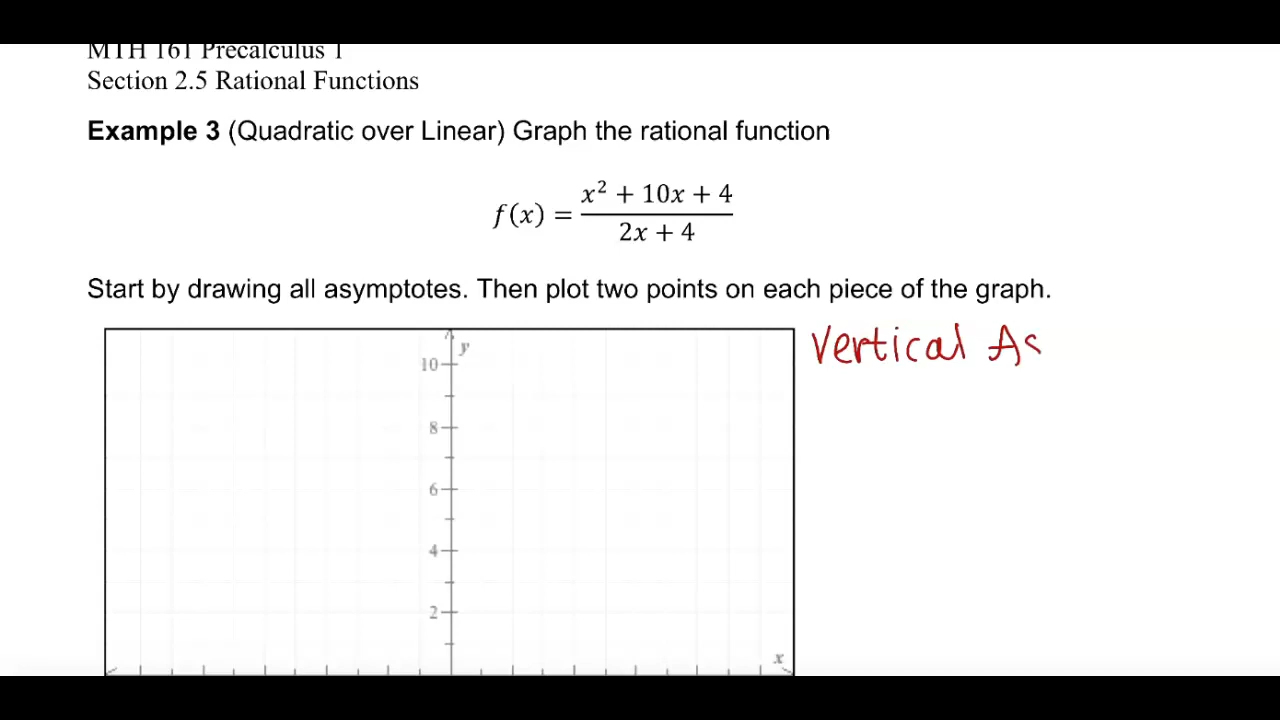 MTH 161 Precalculus 1
Section 2.5 Rational Functions
Example 3 (Quadratic over Linear) Graph the rational function
f(x) = (x² + 10x + 4)/(2x + 4)
Start by drawing all asymptotes. Then plot two points on each piece of the graph.
Vertical As
y
10
8
6
4
2
x